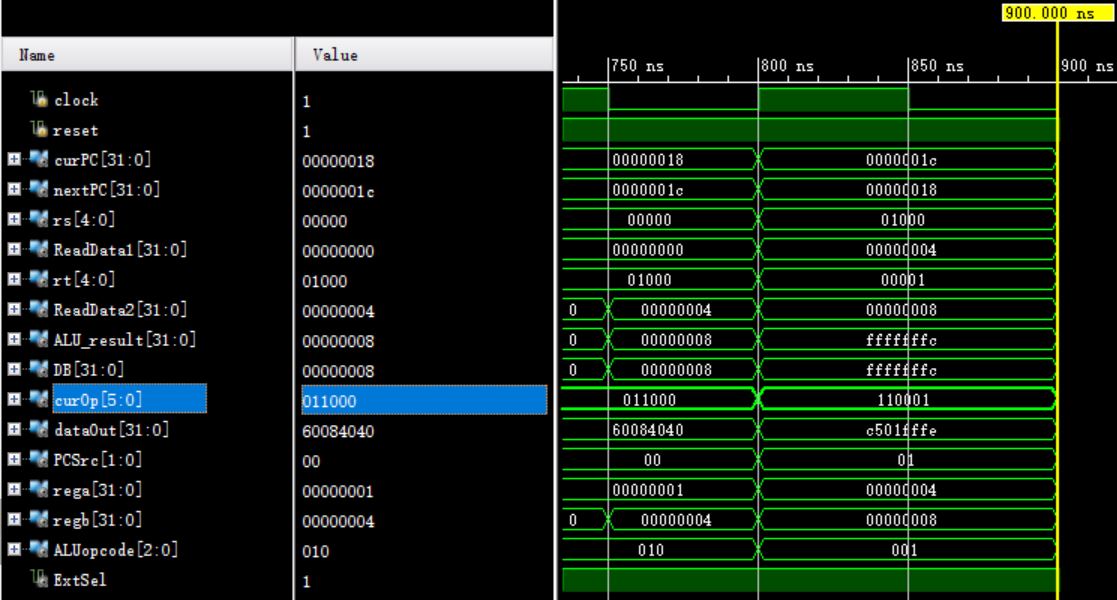 900.000 ns
Name Value
750 ns 800 ns 850 ns 900 ns
clock 1
reset 1
curPC[31:0] 00000018 00000018 0000001c
nextPC[31:0] 0000001c 0000001c 00000018
rs[4:0] 00000 00000 01000
ReadData1[31:0] 00000000 00000000 00000004
rt[4:0] 01000 01000 00001
ReadData2[31:0] 00000004 0 00000004 00000008
ALU_result[31:0] 00000008 0 00000008 fffffffc
DB[31:0] 00000008 0 00000008 fffffffc
curOp[5:0] 011000 011000 110001
dataOut[31:0] 60084040 60084040 c501fffe
PCSrc[1:0] 00 00 01
rega[31:0] 00000001 00000001 00000004
regb[31:0] 00000004 0 00000004 00000008
ALUopcode[2:0] 010 010 001
ExtSel 1